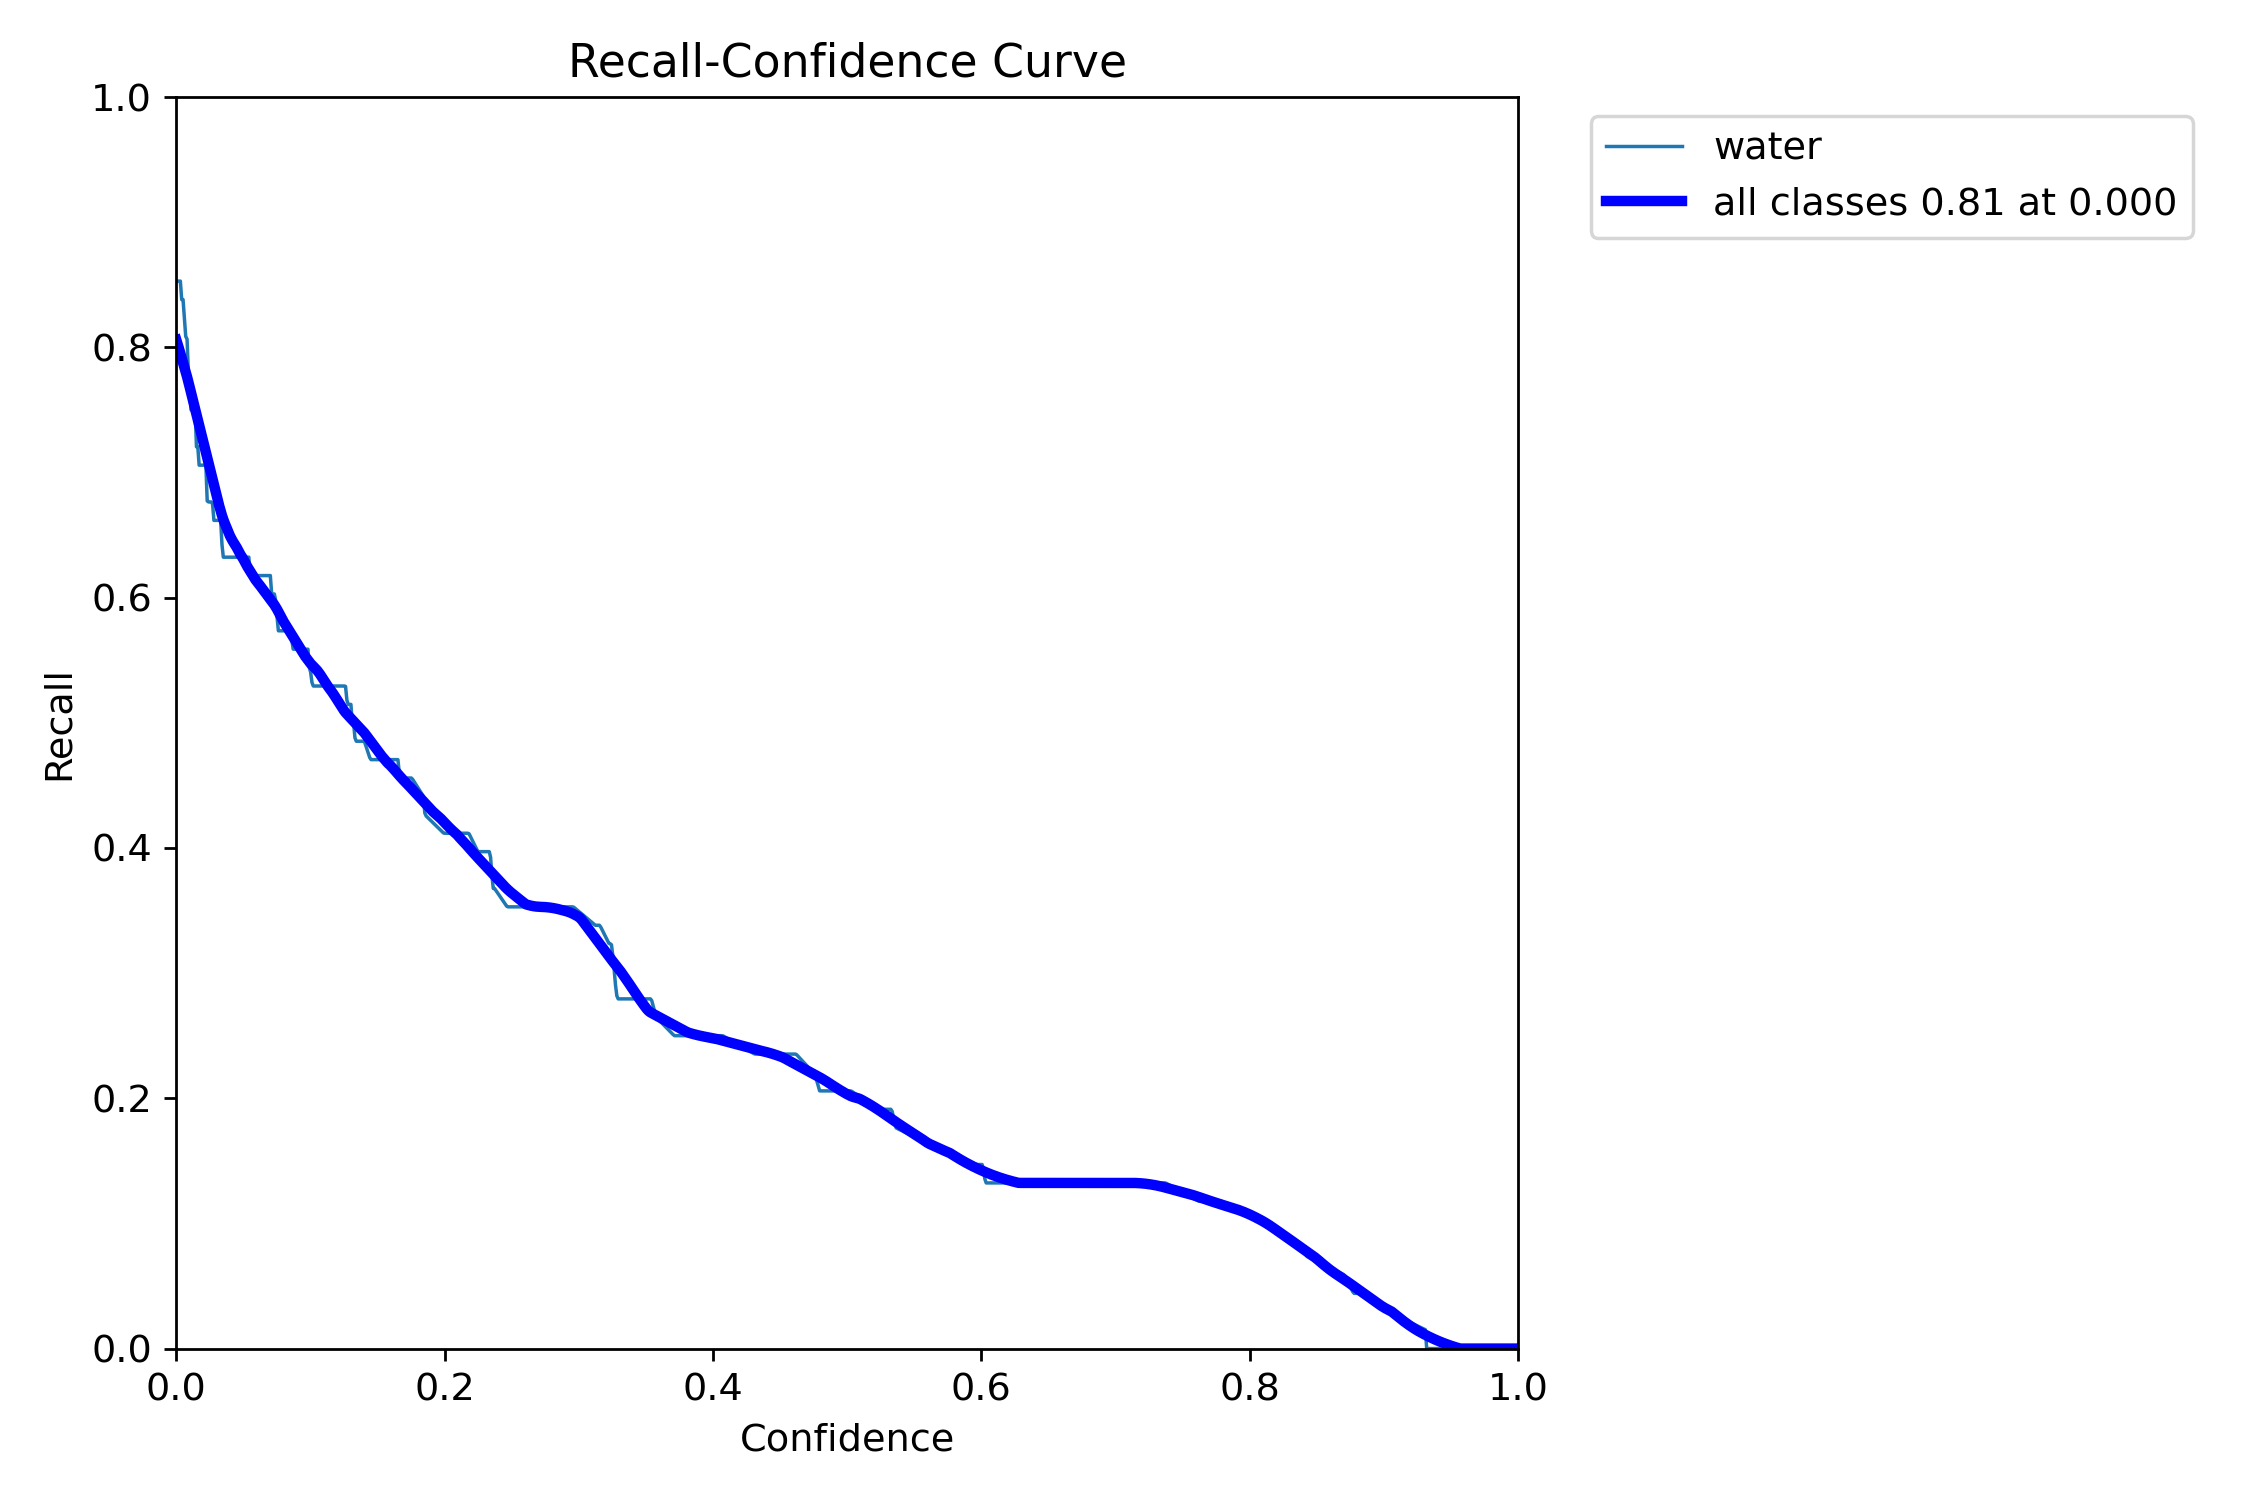 Recall-Confidence Curve
water
all classes 0.81 at 0.000
1.0
0.8
0.6
0.4
0.2
0.0
Recall
0.0 0.2 0.4 0.6 0.8 1.0
Confidence